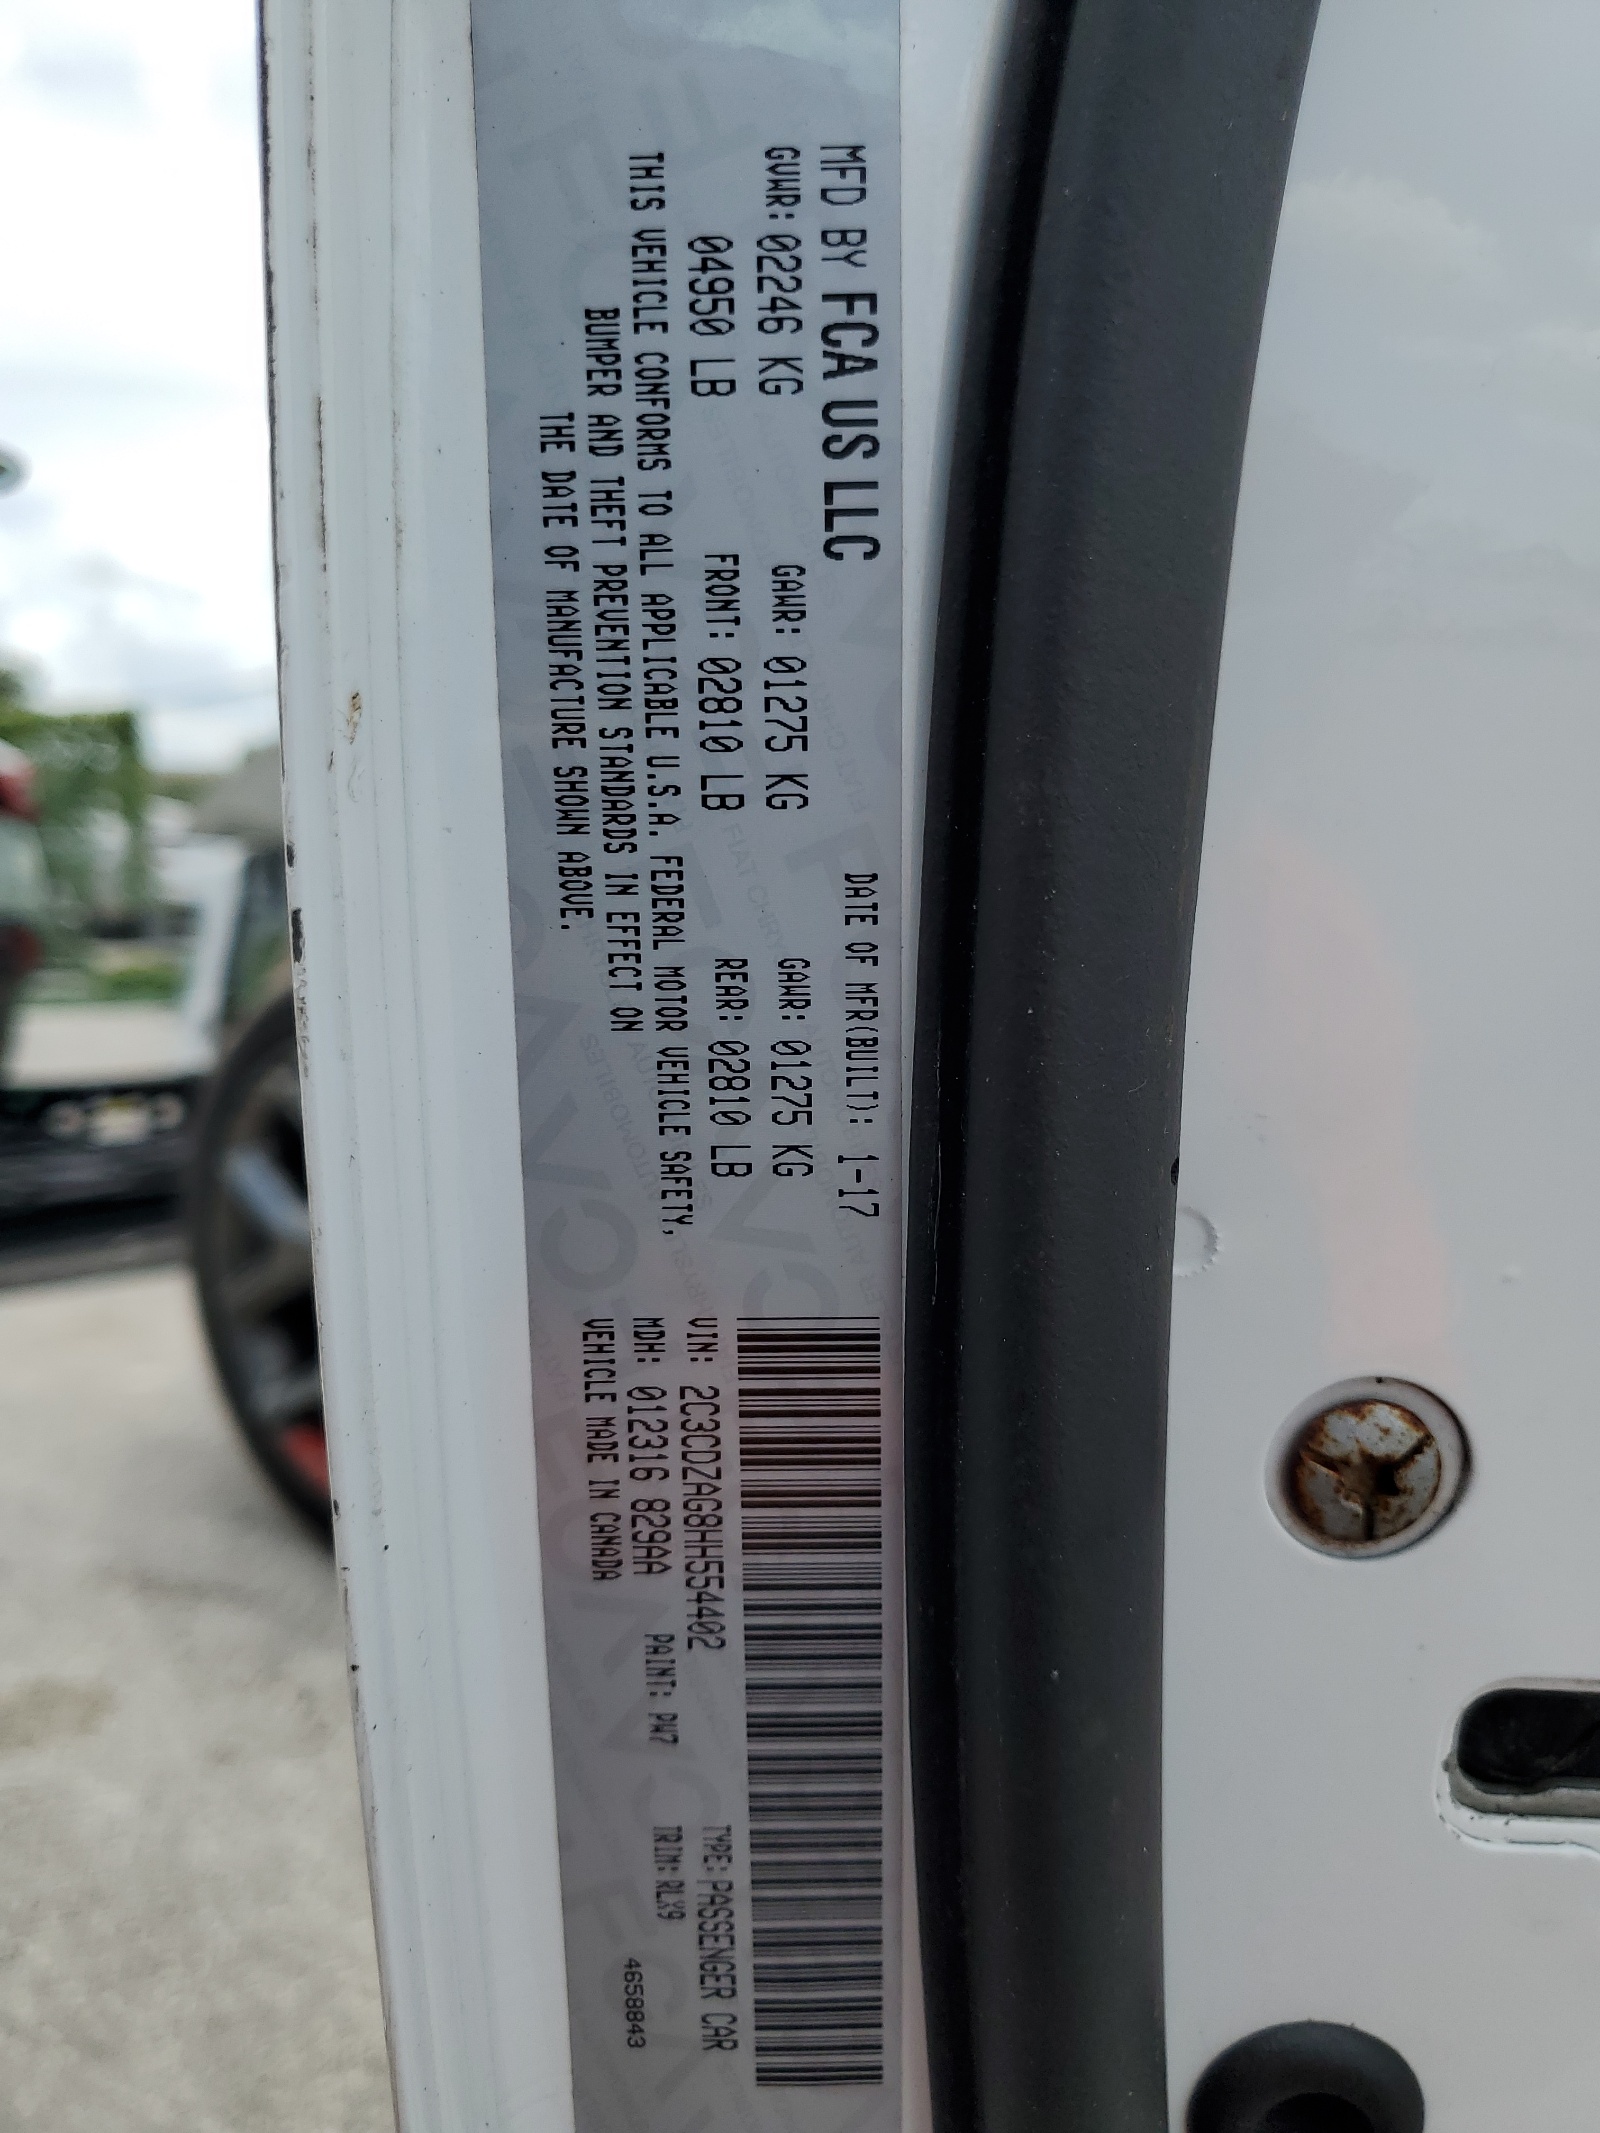 MFD BY FCA US LLC
DATE OF MFR(BUILT): 1-17
GVWR: 02246 KG
GAWR: 01275 KG
GAWR: 01275 KG
04950 LB
FRONT: 02810 LB
REAR: 02810 LB
THIS VEHICLE CONFORMS TO ALL APPLICABLE U.S.A. FEDERAL MOTOR VEHICLE SAFETY,
BUMPER AND THEFT PREVENTION STANDARDS IN EFFECT ON
THE DATE OF MANUFACTURE SHOWN ABOVE.
VIN: 2C3CDZAG8HH554402
TYPE: PASSENGER CAR
MDH: 012316 829AA
PAINT: PW7
TRIM: RLX9
VEHICLE MADE IN CANADA
4658843